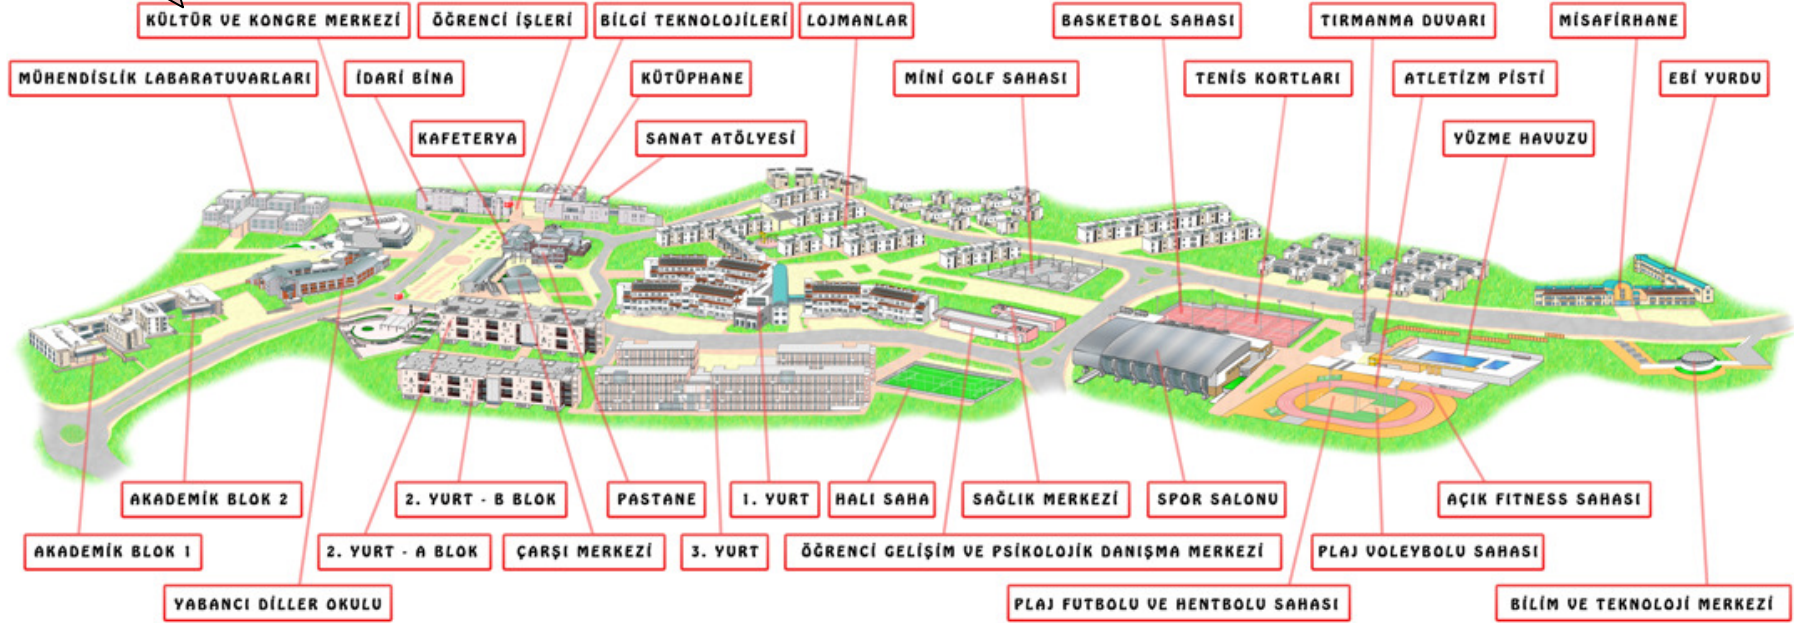 KÜLTÜR VE KONGRE MERKEZİ
ÖĞRENCİ İŞLERİ
BİLGİ TEKNOLOJİLERİ
LOJMANLAR
BASKETBOL SAHASI
TIRMANMA DUVARI
MİSAFİRHANE
MÜHENDİSLİK LABARATUVARLARI
İDARİ BİNA
KÜTÜPHANE
MİNİ GOLF SAHASI
TENİS KORTLARI
ATLETİZM PİSTİ
EBİ YURDU
KAFETERYA
SANAT ATÖLYESİ
YÜZME HAVUZU
AKADEMİK BLOK 2
2. YURT - B BLOK
PASTANE
1. YURT
HALI SAHA
SAĞLIK MERKEZİ
SPOR SALONU
AÇIK FITNESS SAHASI
AKADEMİK BLOK 1
2. YURT - A BLOK
ÇARŞI MERKEZİ
3. YURT
ÖĞRENCİ GELİŞİM VE PSİKOLOJİK DANIŞMA MERKEZİ
PLAJ VOLEYBOLU SAHASI
YABANCI DİLLER OKULU
PLAJ FUTBOLU VE HENTBOLU SAHASI
BİLİM VE TEKNOLOJİ MERKEZİ